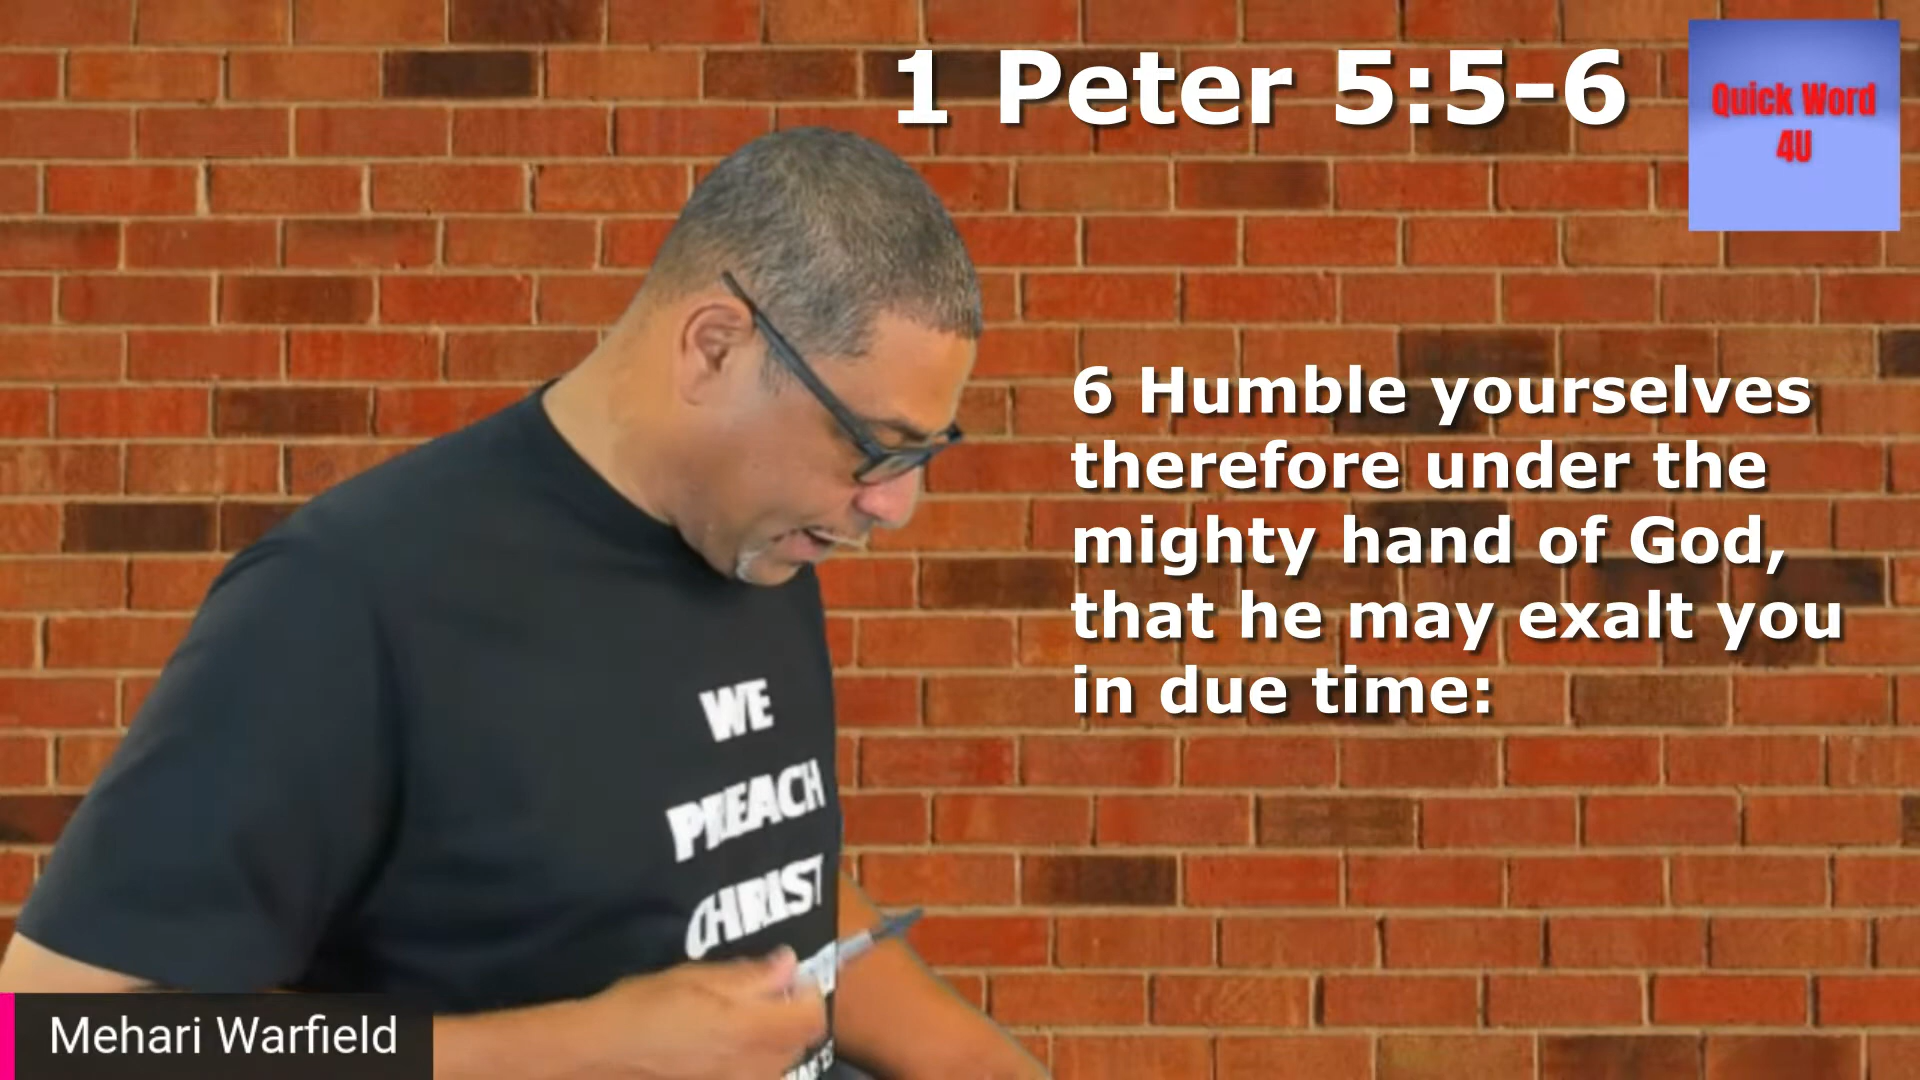 1 Peter 5:5-6
Quick Word
4U
6 Humble yourselves
therefore under the
mighty hand of God,
that he may exalt you
in due time:
WE
PREACH
CHRIST
Mehari Warfield